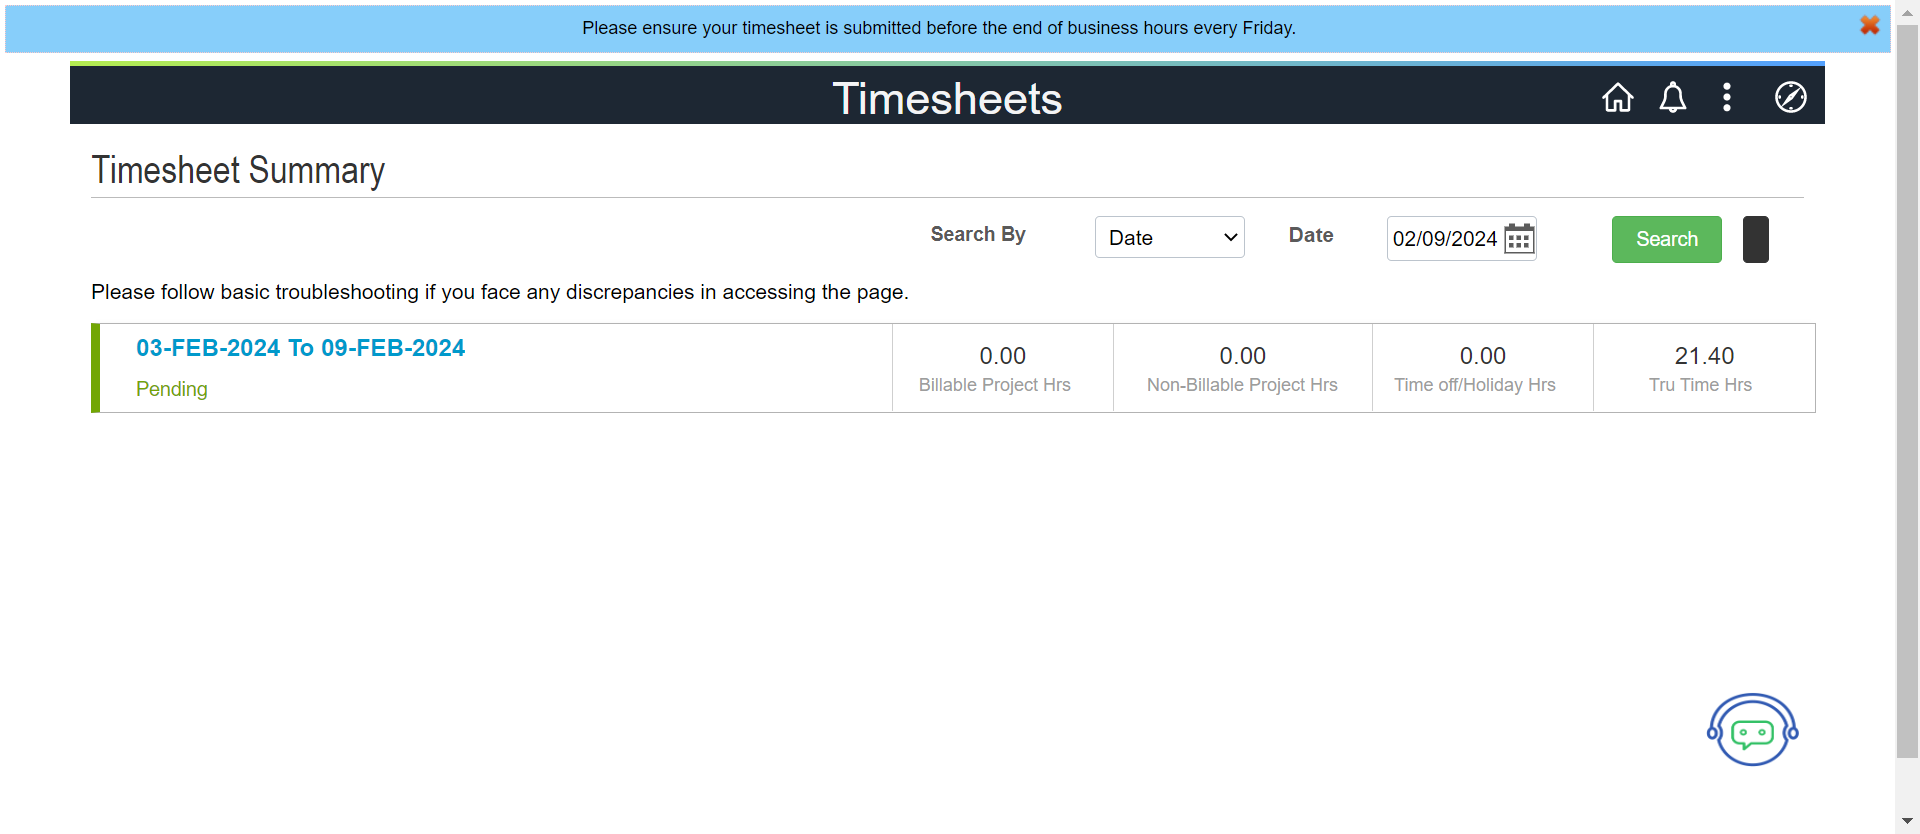 Please ensure your timesheet is submitted before the end of business hours every Friday.
Timesheets
Timesheet Summary
Search By
Date
Date
02/09/2024
Search
Please follow basic troubleshooting if you face any discrepancies in accessing the page.
03-FEB-2024 To 09-FEB-2024
Pending
0.00
Billable Project Hrs
0.00
Non-Billable Project Hrs
0.00
Time off/Holiday Hrs
21.40
Tru Time Hrs